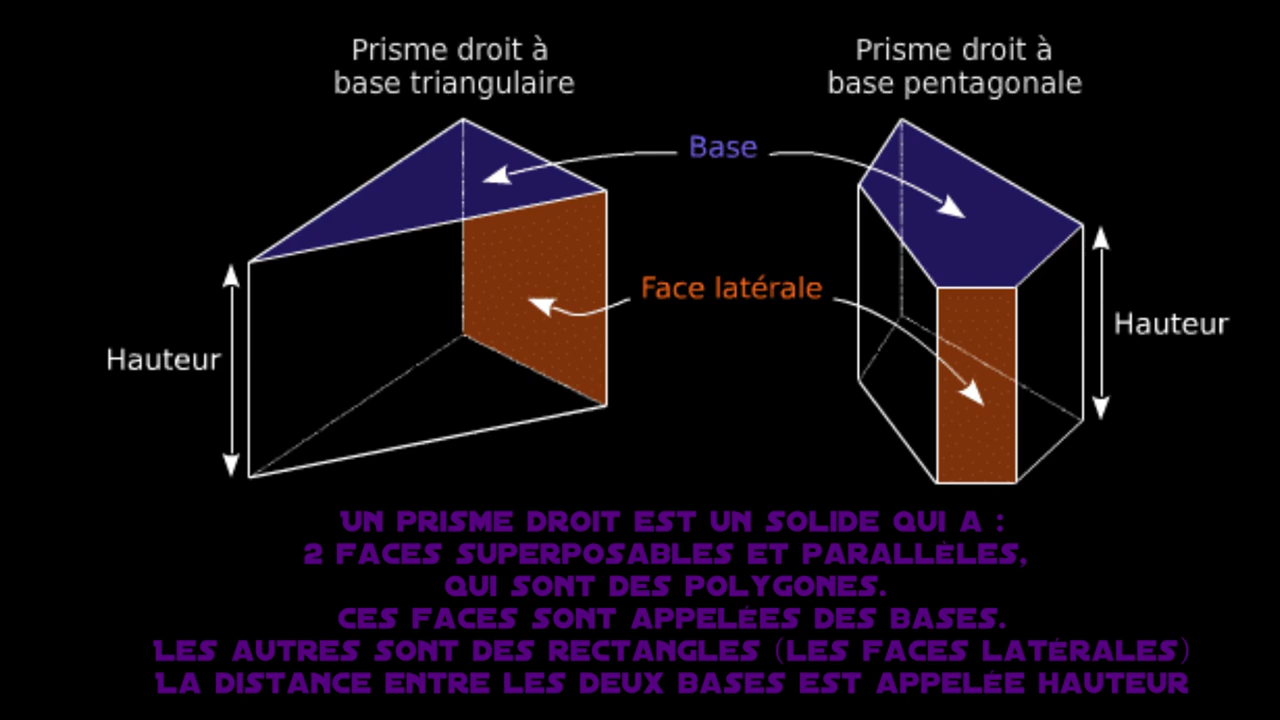 Prisme droit à
base triangulaire
Prisme droit à
base pentagonale
Base
Face latérale
Hauteur
Hauteur
UN PRISME DROIT EST UN SOLIDE QUI A :
2 FACES SUPERPOSABLES ET PARALLÈLES,
QUI SONT DES POLYGONES.
CES FACES SONT APPELÉES DES BASES.
LES AUTRES SONT DES RECTANGLES (LES FACES LATÉRALES)
LA DISTANCE ENTRE LES DEUX BASES EST APPELÉE HAUTEUR